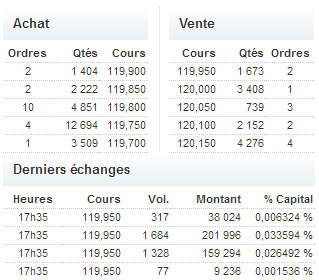 Achat
Vente
Ordres Qtés Cours
Cours Qtés Ordres
2 1 404 119,900
119,950 1 673 2
2 2 222 119,850
120,000 3 408 1
10 4 851 119,800
120,050 739 3
4 12 694 119,750
120,100 2 152 2
1 3 509 119,700
120,150 4 276 4
Derniers échanges
Heures Cours Vol. Montant % Capital
17h35 119,950 317 38 024 0,006324 %
17h35 119,950 1 684 201 996 0,033594 %
17h35 119,950 1 328 159 294 0,026492 %
17h35 119,950 77 9 236 0,001536 %